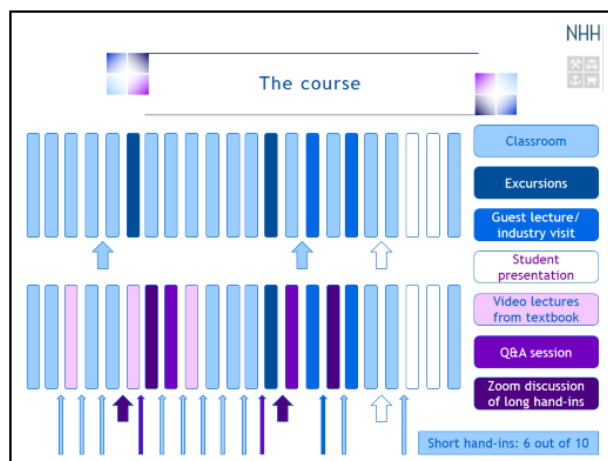 NHH
The course
Classroom
Excursions
Guest lecture/
industry visit
Student
presentation
Video lectures
from textbook
Q&A session
Zoom discussion
of long hand-ins
Short hand-ins: 6 out of 10